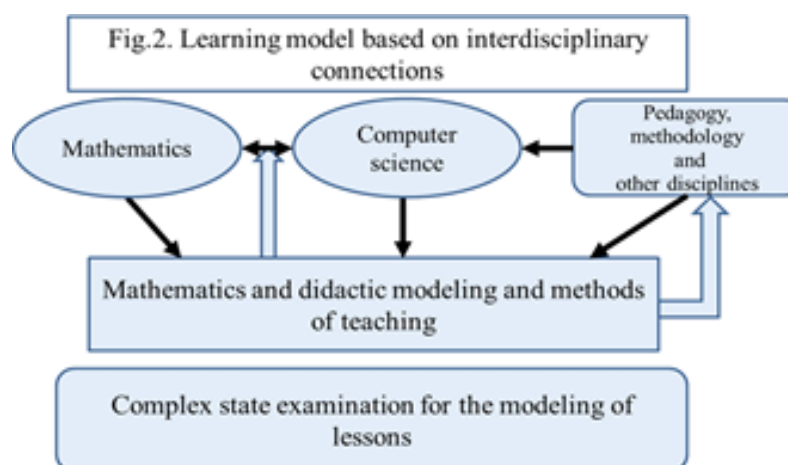 Fig.2. Learning model based on interdisciplinary
connections
Mathematics
Computer
science
Pedagogy,
methodology
and
other disciplines
Mathematics and didactic modeling and methods
of teaching
Complex state examination for the modeling of
lessons